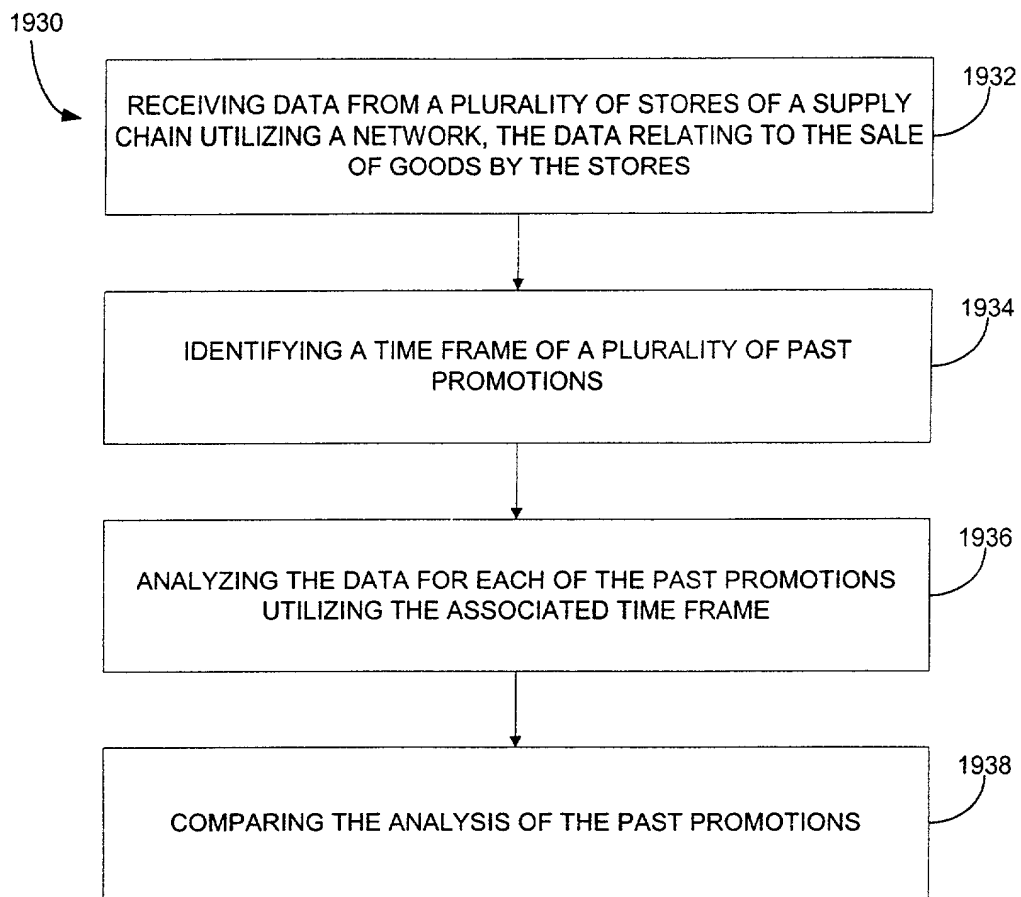 1930
1932
RECEIVING DATA FROM A PLURALITY OF STORES OF A SUPPLY
CHAIN UTILIZING A NETWORK, THE DATA RELATING TO THE SALE
OF GOODS BY THE STORES
1934
IDENTIFYING A TIME FRAME OF A PLURALITY OF PAST
PROMOTIONS
1936
ANALYZING THE DATA FOR EACH OF THE PAST PROMOTIONS
UTILIZING THE ASSOCIATED TIME FRAME
1938
COMPARING THE ANALYSIS OF THE PAST PROMOTIONS